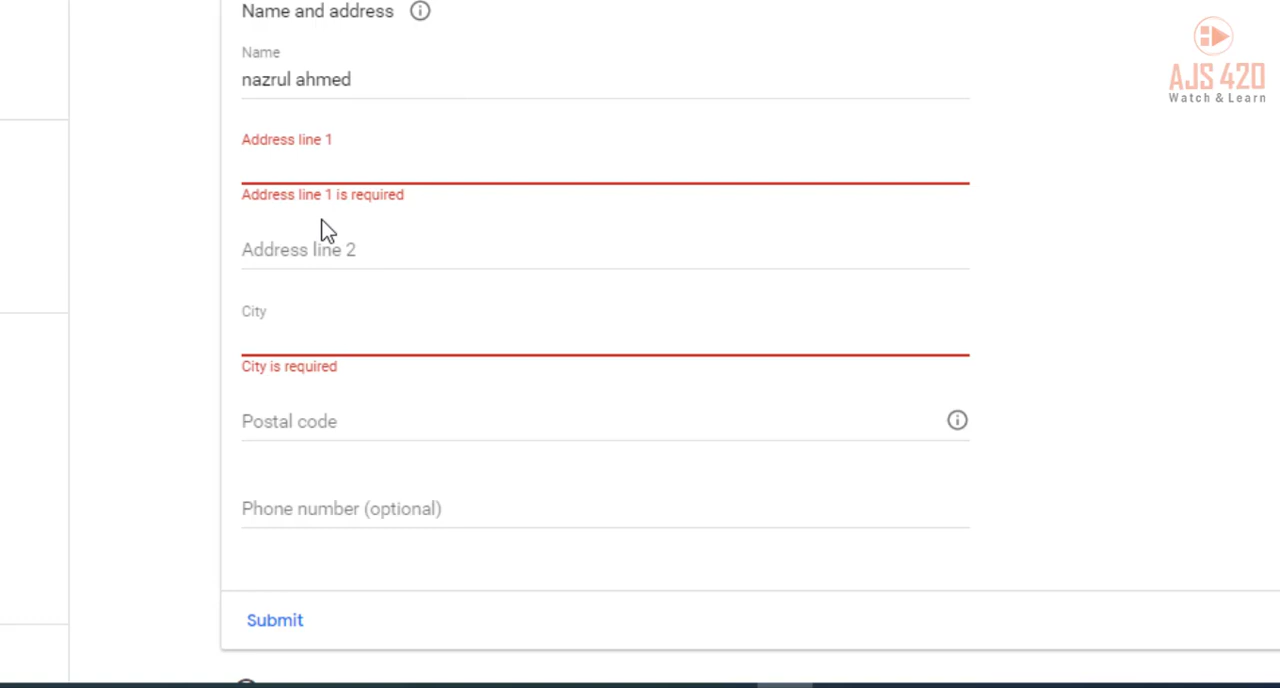 Name and address
AJS 420
Watch & Learn
Name
nazrul ahmed
Address line 1
Address line 1 is required
Address line 2
City
City is required
Postal code
Phone number (optional)
Submit